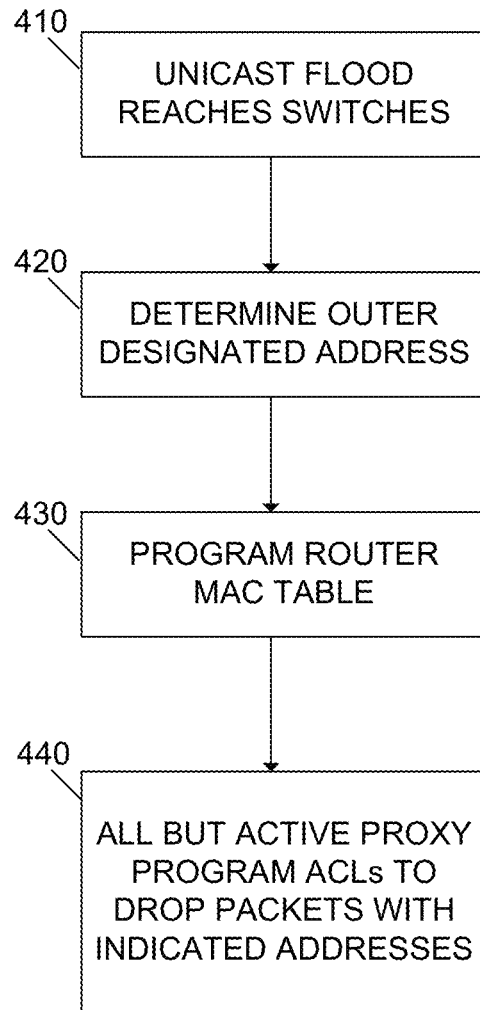 410
UNICAST FLOOD
REACHES SWITCHES
420
DETERMINE OUTER
DESIGNATED ADDRESS
430
PROGRAM ROUTER
MAC TABLE
440
ALL BUT ACTIVE PROXY
PROGRAM ACLs TO
DROP PACKETS WITH
INDICATED ADDRESSES